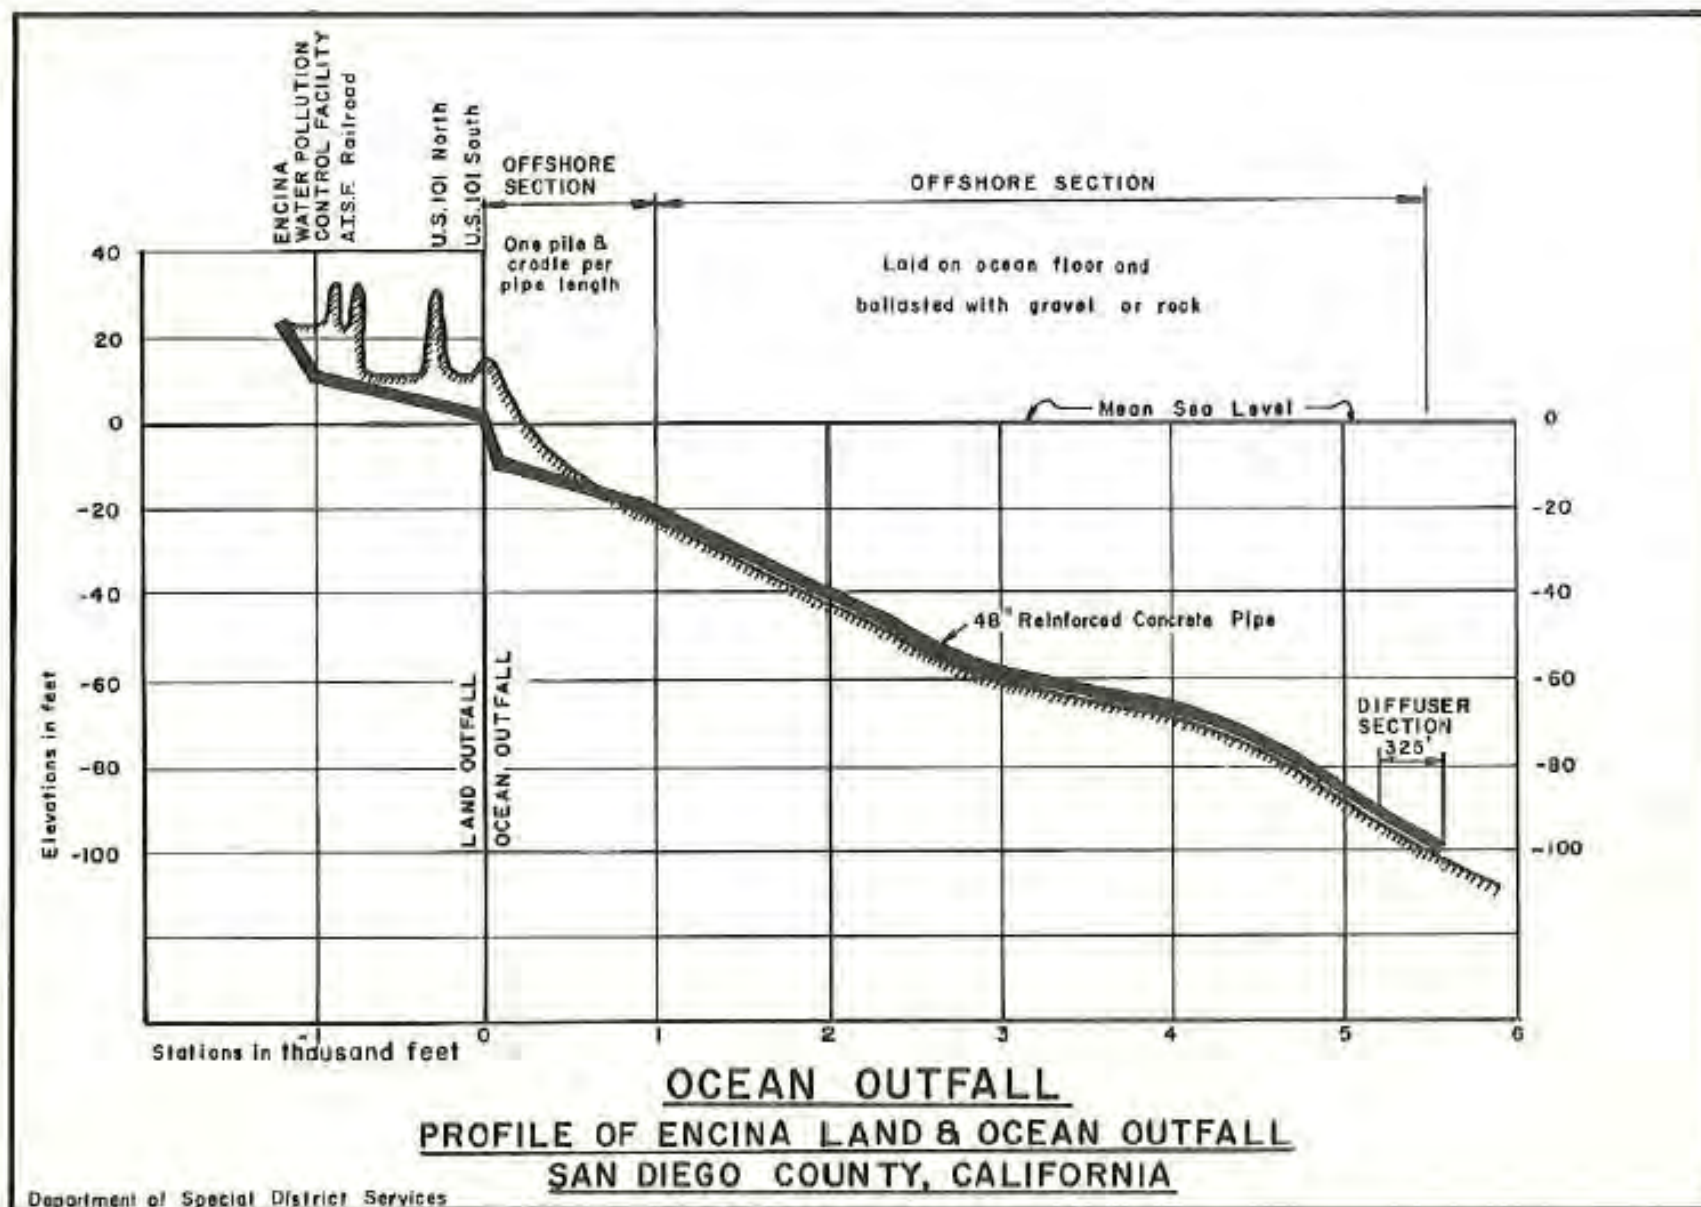 ENCINA
WATER POLLUTION
CONTROL FACILITY
A.T.S.F. Railroad
U.S. 101 North
U.S. 101 South
OFFSHORE
SECTION
OFFSHORE SECTION
One pile &
cradle per
pipe length
Laid on ocean floor and
ballasted with gravel or rock
Mean Sea Level
40
20
0
-20
-40
-60
-80
-100
0
-20
-40
-60
-80
-100
Elevations in feet
48" Reinforced Concrete Pipe
LAND OUTFALL
OCEAN OUTFALL
DIFFUSER
SECTION
325'
-1
0
1
2
3
4
5
6
Stations in thousand feet
OCEAN OUTFALL
PROFILE OF ENCINA LAND & OCEAN OUTFALL
SAN DIEGO COUNTY, CALIFORNIA
Department of Special District Services